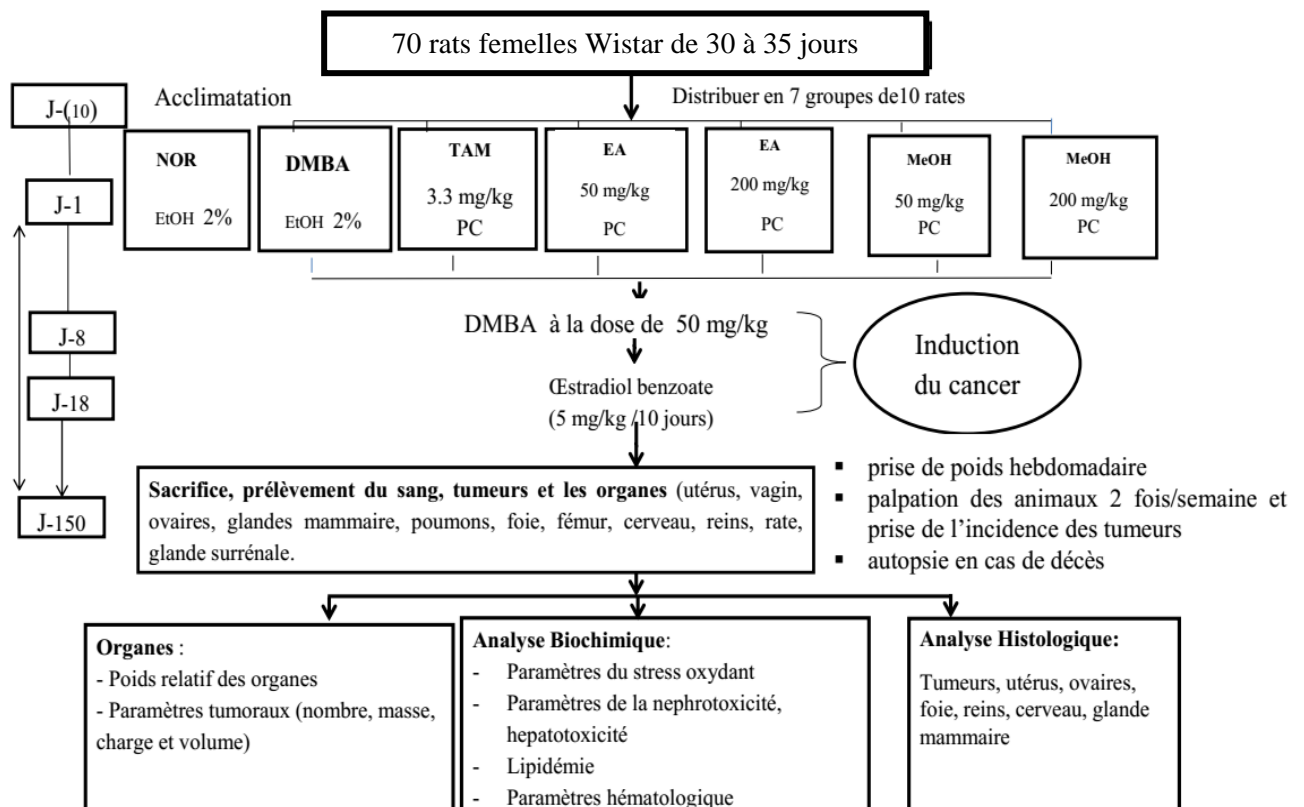 70 rats femelles Wistar de 30 à 35 jours
J-(10)
Acclimatation
Distribuer en 7 groupes de10 rates
NOR
EtOH 2%
DMBA
EtOH 2%
TAM
3.3 mg/kg
PC
EA
50 mg/kg
PC
EA
200 mg/kg
PC
MeOH
50 mg/kg
PC
MeOH
200 mg/kg
PC
J-1
J-8
J-18
J-150
DMBA à la dose de 50 mg/kg
Œstradiol benzoate
(5 mg/kg /10 jours)
Induction
du cancer
Sacrifice, prélèvement du sang, tumeurs et les organes (utérus, vagin,
ovaires, glandes mammaire, poumons, foie, fémur, cerveau, reins, rate,
glande surrénale.
▪ prise de poids hebdomadaire
▪ palpation des animaux 2 fois/semaine et
prise de l'incidence des tumeurs
▪ autopsie en cas de décès
Organes :
- Poids relatif des organes
- Paramètres tumoraux (nombre, masse,
charge et volume)
Analyse Biochimique:
- Paramètres du stress oxydant
- Paramètres de la nephrotoxicité,
hepatotoxicité
- Lipidémie
- Paramètres hématologique
Analyse Histologique:
Tumeurs, utérus, ovaires,
foie, reins, cerveau, glande
mammaire